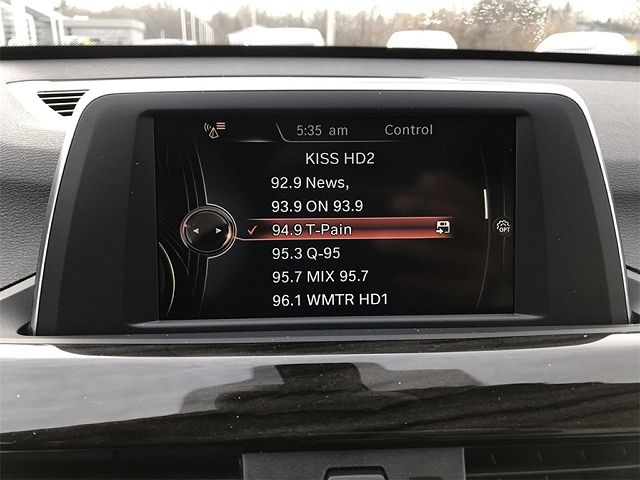 5:35 am Control
KISS HD2
92.9 News,
93.9 ON 93.9
94.9 T-Pain
95.3 Q-95
95.7 MIX 95.7
96.1 WMTR HD1
OPT